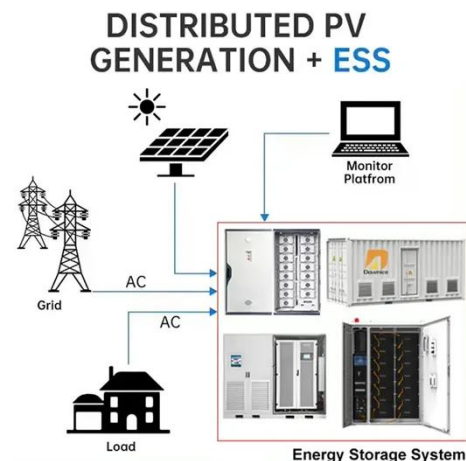 DISTRIBUTED PV
GENERATION + ESS
Monitor
Platfrom
Grid
AC
AC
Load
Energy Storage System